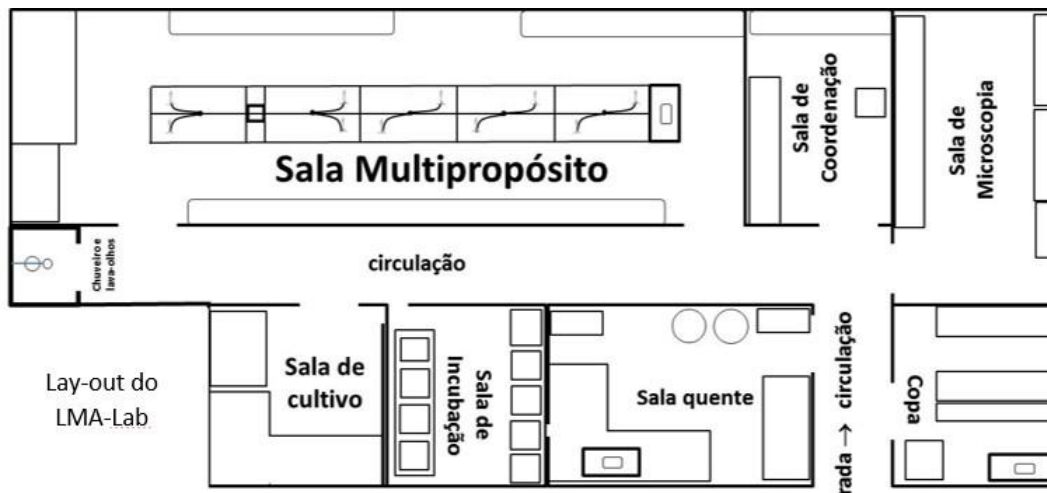 Sala de
Coordenação
Sala de
Microscopia
Sala Multipropósito
Chuveiro e
lava-olhos
circulação
Lay-out do
LMA-Lab
Sala de
cultivo
Sala de
Incubação
Sala quente
rada → circulação
Copa